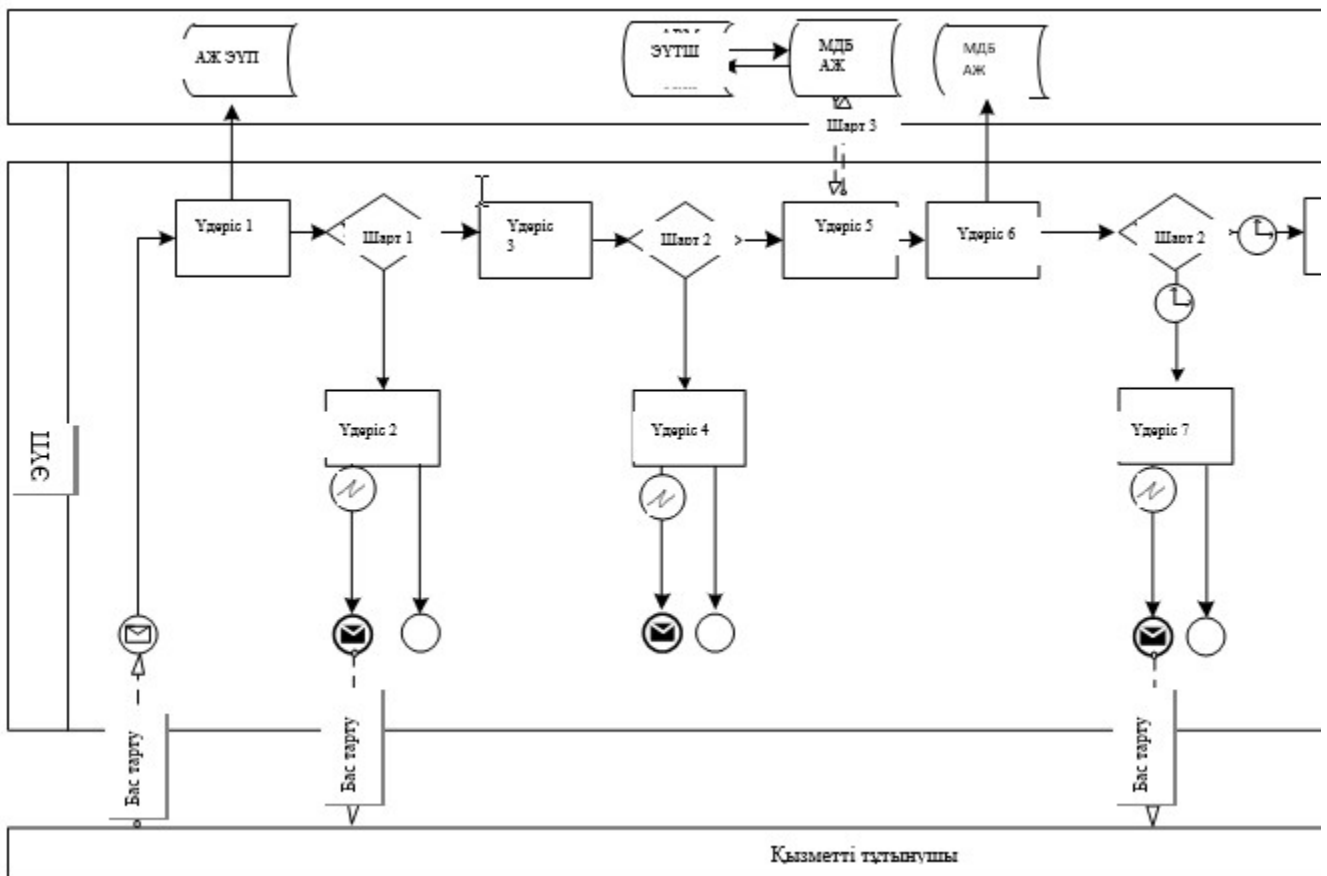 АЖ ЭҮП
ЭҮТШ
МДБ
АЖ
МДБ
АЖ
Шарт 3
Үдеріс 1
Шарт 1
Үдеріс
3
Шарт 2
Үдеріс 5
Үдеріс 6
Шарт 2
Үдеріс 2
Үдеріс 4
Үдеріс 7
ЭҮП
Бас тарту
Бас тарту
Бас тарту
Қызметті тұтынушы